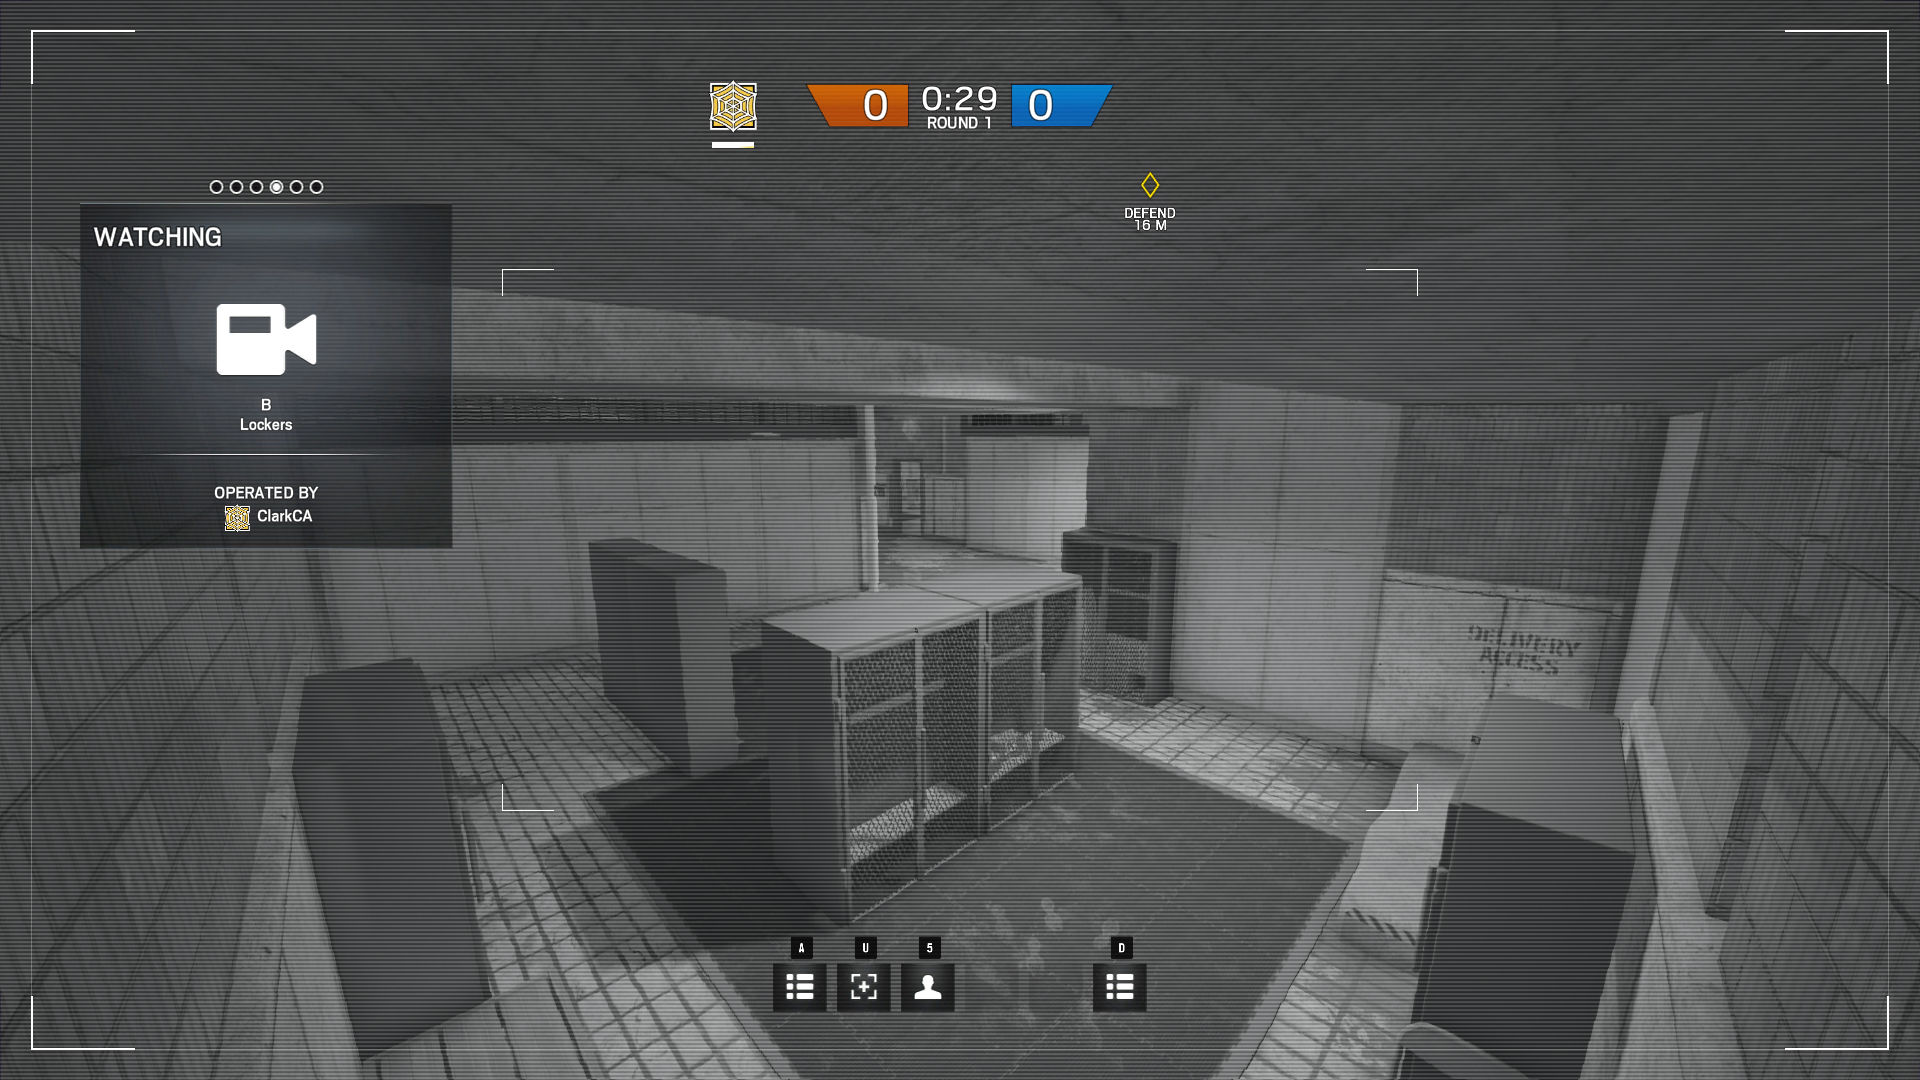 0
0:29
0
ROUND 1
DEFEND
16 M
WATCHING
B
Lockers
OPERATED BY
ClarkCA
DELIVERY
ACCESS
A
U
5
D